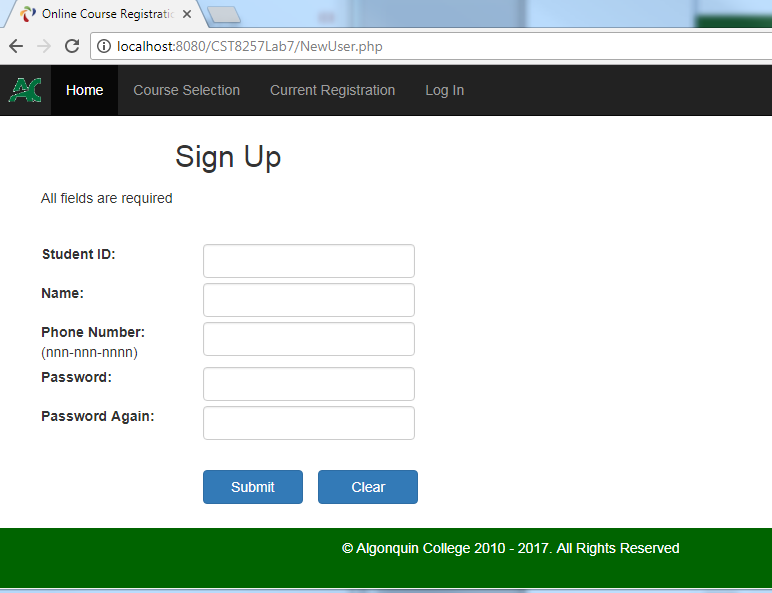 Online Course Registratic
localhost:8080/CST8257Lab7/NewUser.php
AC Home Course Selection Current Registration Log In
Sign Up
All fields are required
Student ID:
Name:
Phone Number:
(nnn-nnn-nnnn)
Password:
Password Again:
Submit Clear
© Algonquin College 2010 - 2017. All Rights Reserved